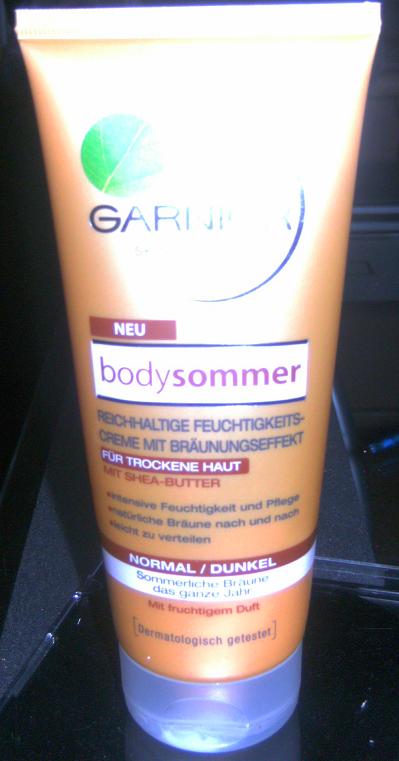 GARNIER
NEU
bodysommer
REICHHALTIGE FEUCHTIGKEITS-
CREME MIT BRÄUNUNGSEFFEKT
FÜR TROCKENE HAUT
MIT SHEA-BUTTER
•intensive Feuchtigkeit und Pflege
•natürliche Bräune nach und nach
•leicht zu verteilen
NORMAL / DUNKEL
Sommerliche Bräune
das ganze Jahr
Mit fruchtigem Duft
[Dermatologisch getestet]